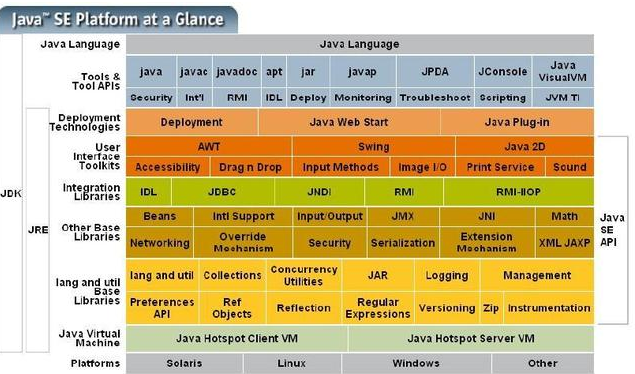 Java™ SE Platform at a Glance
Java Language Java Language
Tools & Tool APIs
java javac javadoc apt jar javap JPDA JConsole Java VisualVM
Security Int'l RMI IDL Deploy Monitoring Troubleshoot Scripting JVM TI
Deployment Technologies
Deployment Java Web Start Java Plug-in
User Interface Toolkits
AWT Swing Java 2D
Accessibility Drag n Drop Input Methods Image I/O Print Service Sound
Integration Libraries
IDL JDBC JNDI RMI RMI-IIOP
Other Base Libraries
Beans Intl Support Input/Output JMX JNI Math
Networking Override Mechanism Security Serialization Extension Mechanism XML JAXP
lang and util Base Libraries
lang and util Collections Concurrency Utilities JAR Logging Management
Preferences API Ref Objects Reflection Regular Expressions Versioning Zip Instrumentation
Java Virtual Machine
Java Hotspot Client VM Java Hotspot Server VM
Platforms Solaris Linux Windows Other
JDK
JRE
Java SE API